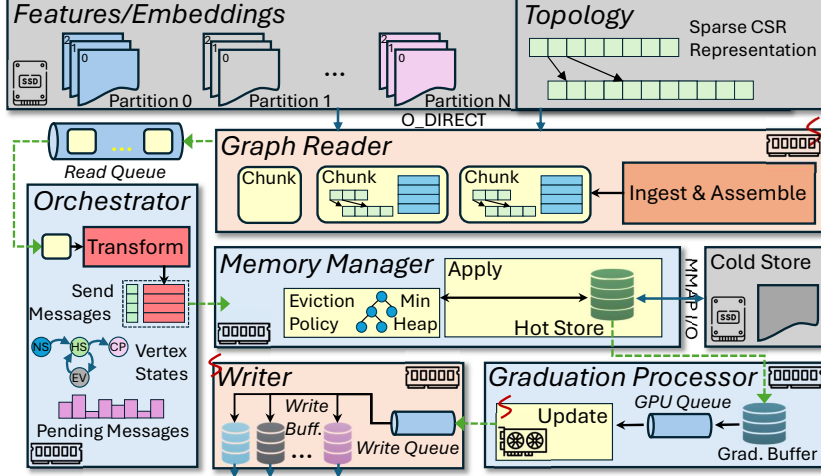 Features/Embeddings
2
1
0
Partition 0
2
1
0
Partition 1
...
2
1
0
Partition N
SSD
Topology
Sparse CSR
Representation
O_DIRECT
...
Read Queue
Graph Reader
Chunk
Chunk
Chunk
Ingest & Assemble
Orchestrator
Transform
Send
Messages
NS
HS
CP
EV
Vertex
States
Pending Messages
Memory Manager
Eviction
Policy
Min
Heap
Apply
Hot Store
MMAP I/O
Cold Store
SSD
Writer
Write
Buff.
...
Write Queue
Graduation Processor
Update
GPU Queue
Grad. Buffer